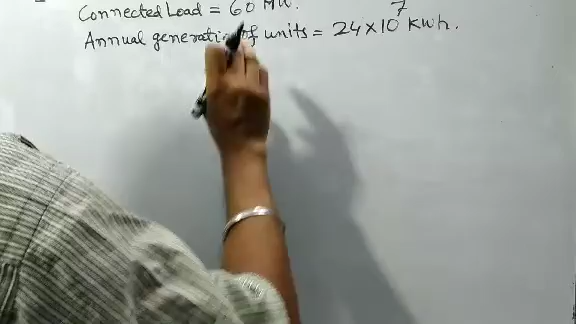 Connected Load = 60 MW.
Annual generation of units = 24×10⁷ KWh.